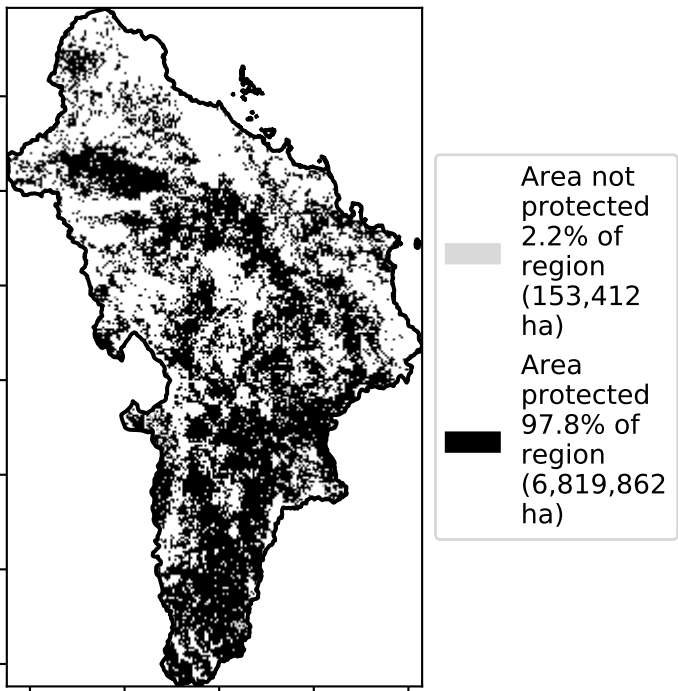 Area not
protected
2.2% of
region
(153,412
ha)
Area
protected
97.8% of
region
(6,819,862
ha)